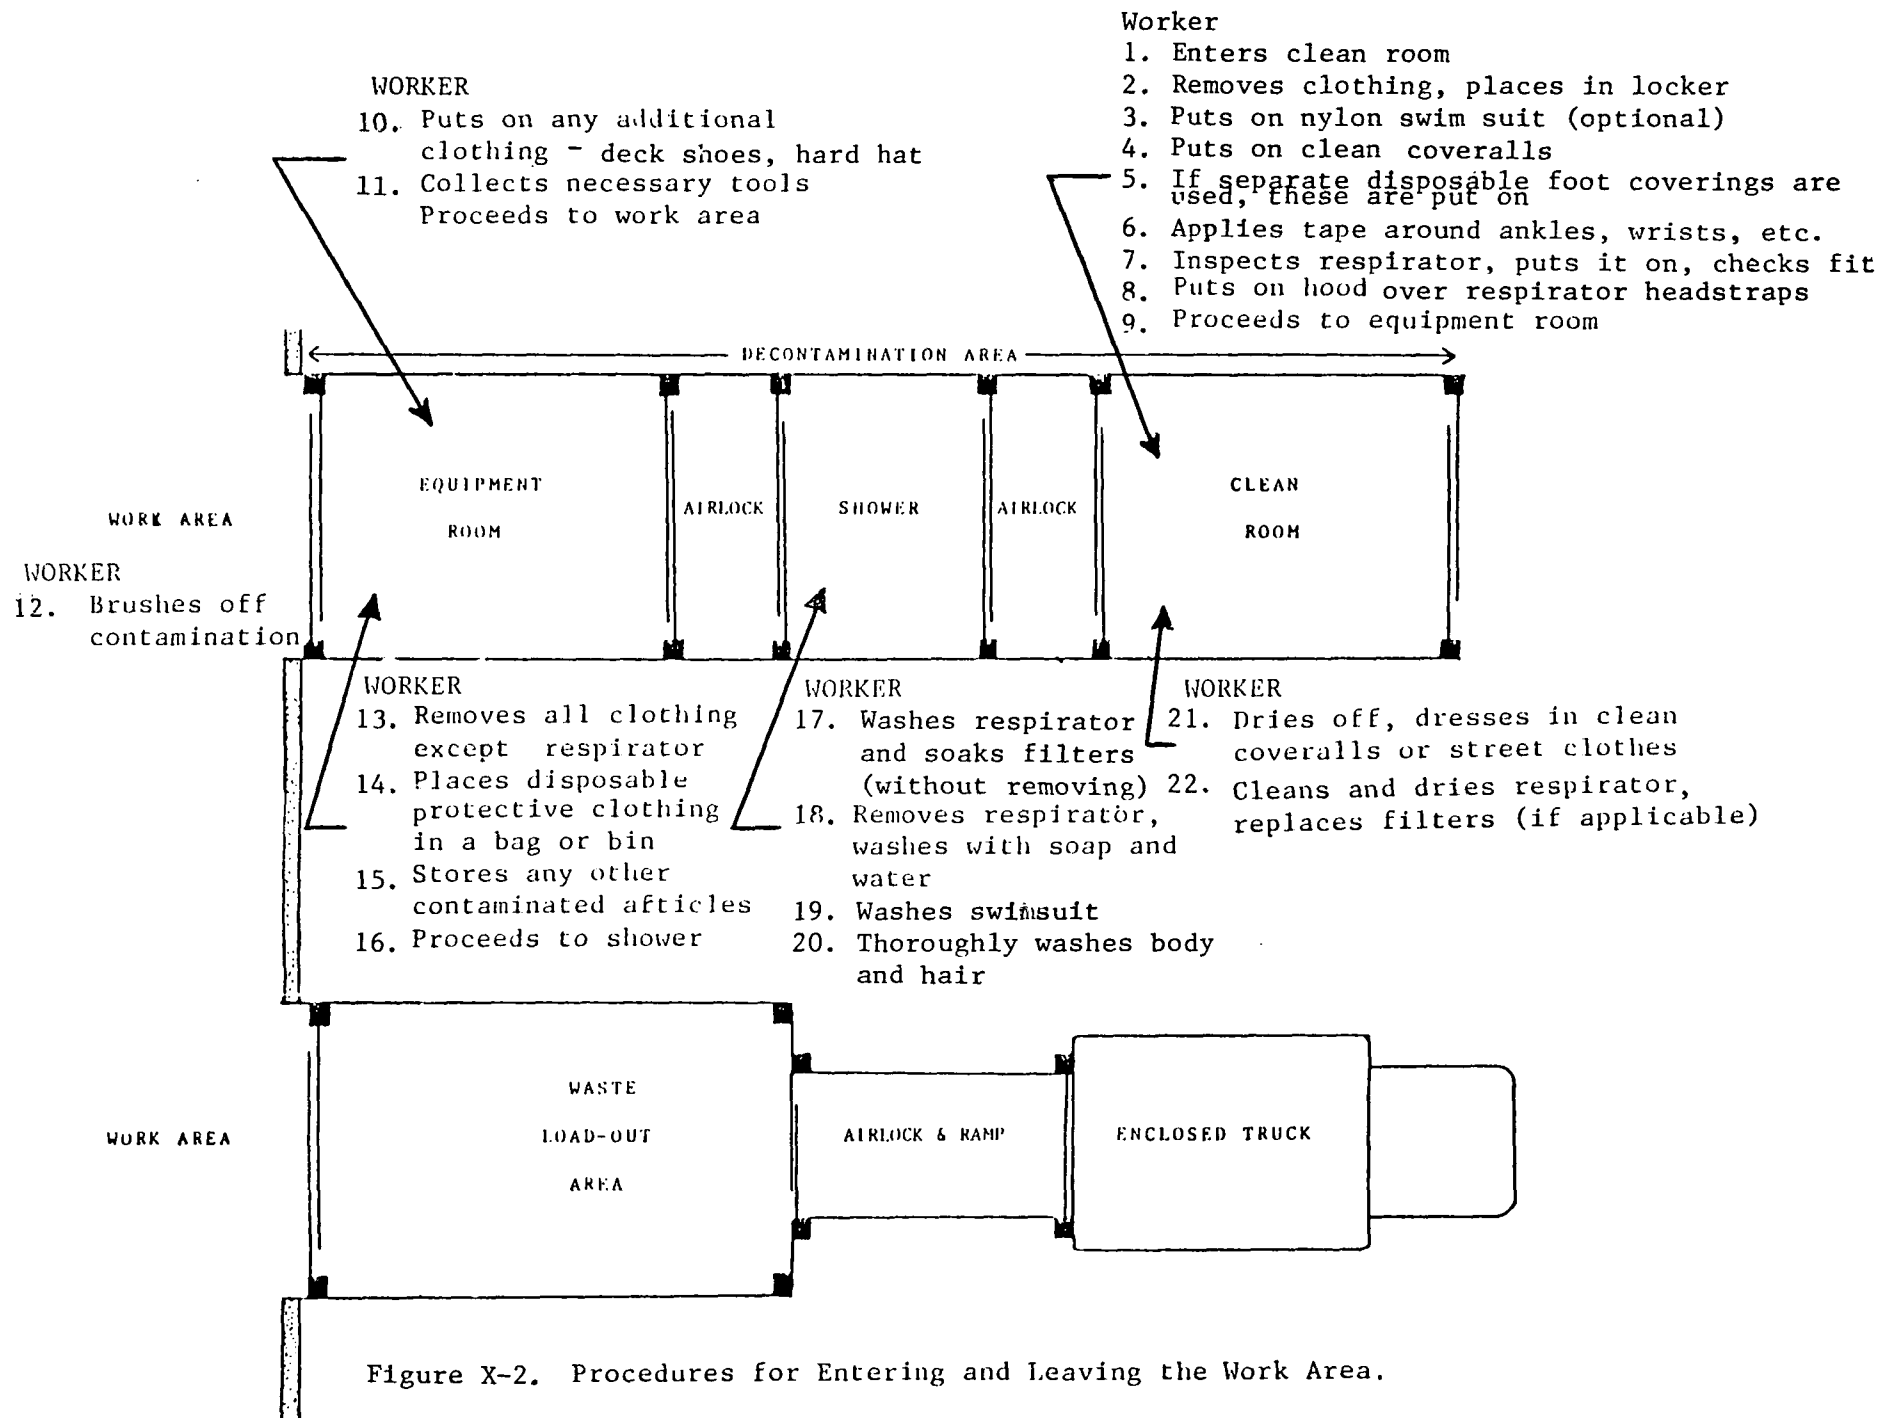 Worker
1. Enters clean room
2. Removes clothing, places in locker
3. Puts on nylon swim suit (optional)
4. Puts on clean coveralls
5. If separate disposable foot coverings are
used, these are put on
6. Applies tape around ankles, wrists, etc.
7. Inspects respirator, puts it on, checks fit
8. Puts on hood over respirator headstraps
9. Proceeds to equipment room
WORKER
10. Puts on any additional
clothing - deck shoes, hard hat
11. Collects necessary tools
Proceeds to work area
DECONTAMINATION AREA
WORK AREA
EQUIPMENT
ROOM
AIRLOCK
SHOWER
AIRLOCK
CLEAN
ROOM
WORKER
12. Brushes off
contamination
WORKER
13. Removes all clothing
except respirator
14. Places disposable
protective clothing
in a bag or bin
15. Stores any other
contaminated afticles
16. Proceeds to shower
WORKER
17. Washes respirator
and soaks filters
(without removing)
18. Removes respirator,
washes with soap and
water
19. Washes swimsuit
20. Thoroughly washes body
and hair
WORKER
21. Dries off, dresses in clean
coveralls or street clothes
22. Cleans and dries respirator,
replaces filters (if applicable)
WORK AREA
WASTE
LOAD-OUT
AREA
AIRLOCK & RAMP
ENCLOSED TRUCK
Figure X-2. Procedures for Entering and Leaving the Work Area.